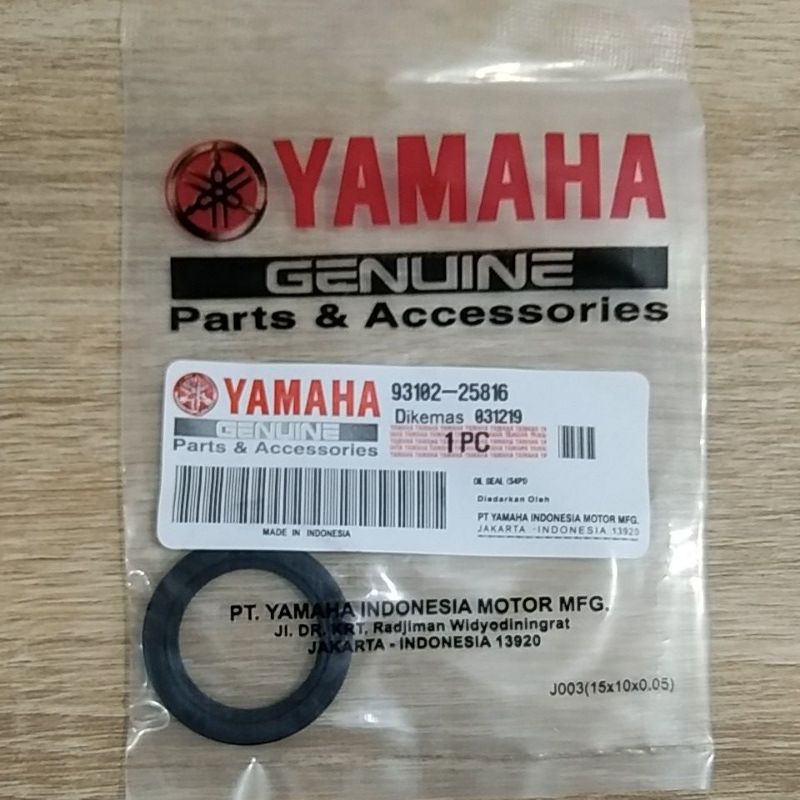 YAMAHA
GENUINE
Parts & Accessories
YAMAHA 93102-25816
GENUINE Dikemas 031219
Parts & Accessories 1 PC
OIL SEAL (S4P1)
Diedarkan Oleh
PT YAMAHA INDONESIA MOTOR MFG.
JAKARTA - INDONESIA 13920
MADE IN INDONESIA
PT. YAMAHA INDONESIA MOTOR MFG.
Jl. DR. KRT. Radjiman Widyodiningrat
JAKARTA - INDONESIA 13920
J003(15x10x0.05)